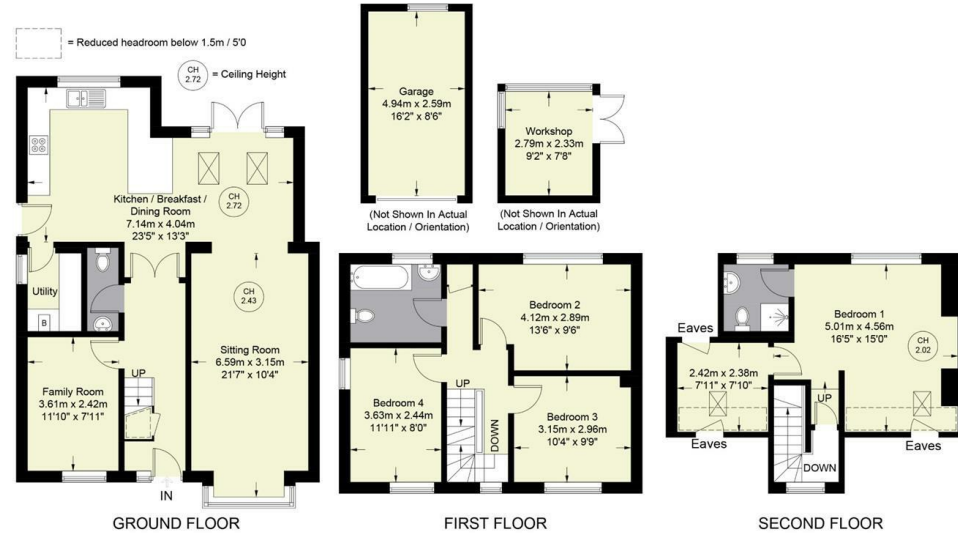 = Reduced headroom below 1.5m / 5'0
CH
2.72
= Ceiling Height
Garage
4.94m x 2.59m
16'2" x 8'6"
(Not Shown In Actual
Location / Orientation)
Workshop
2.79m x 2.33m
9'2" x 7'8"
(Not Shown In Actual
Location / Orientation)
Kitchen / Breakfast /
Dining Room
7.14m x 4.04m
23'5" x 13'3"
CH
2.72
Utility
B
CH
2.43
Sitting Room
6.59m x 3.15m
21'7" x 10'4"
Family Room
3.61m x 2.42m
11'10" x 7'11"
UP
IN
GROUND FLOOR
Bedroom 2
4.12m x 2.89m
13'6" x 9'6"
Bedroom 4
3.63m x 2.44m
11'11" x 8'0"
UP
DOWN
Bedroom 3
3.15m x 2.96m
10'4" x 9'9"
FIRST FLOOR
Bedroom 1
5.01m x 4.56m
16'5" x 15'0"
CH
2.02
Eaves
2.42m x 2.38m
7'11" x 7'10"
UP
Eaves
Eaves
DOWN
SECOND FLOOR